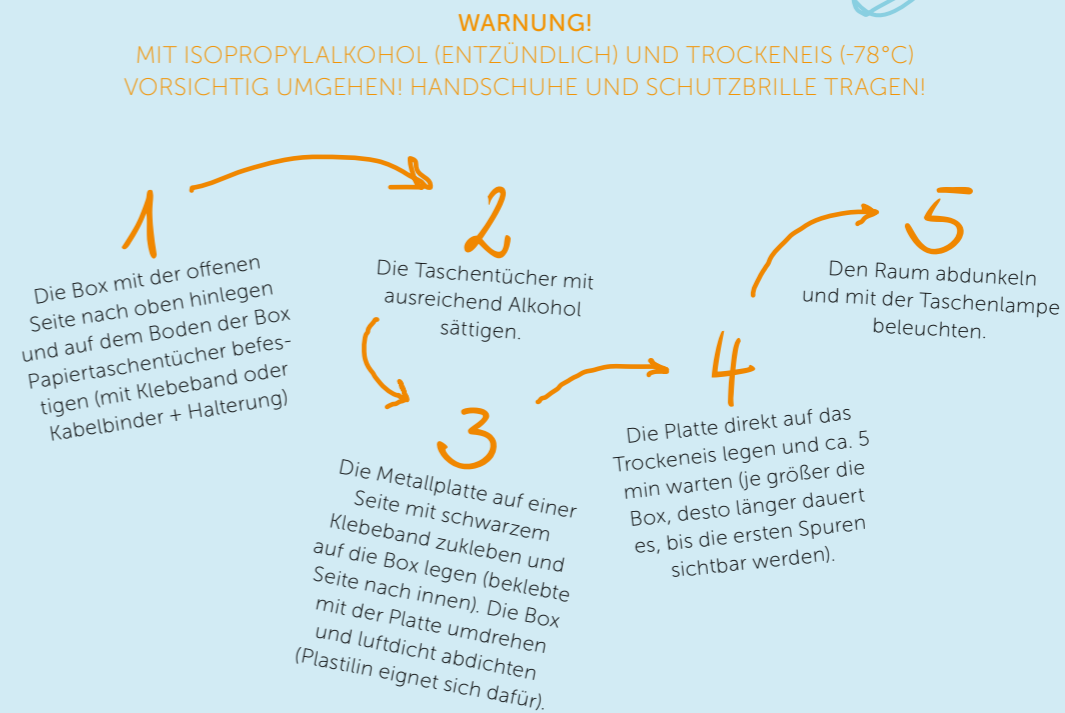 WARNUNG!
MIT ISOPROPYLALKOHOL (ENTZÜNDLICH) UND TROCKENEIS (-78°C)
VORSICHTIG UMGEHEN! HANDSCHUHE UND SCHUTZBRILLE TRAGEN!
1
Die Box mit der offenen
Seite nach oben hinlegen
und auf dem Boden der Box
Papiertaschentücher befes-
tigen (mit Klebeband oder
Kabelbinder + Halterung)
2
Die Taschentücher mit
ausreichend Alkohol
sättigen.
3
Die Metallplatte auf einer
Seite mit schwarzem
Klebeband zukleben und
auf die Box legen (beklebte
Seite nach innen). Die Box
mit der Platte umdrehen
und luftdicht abdichten
(Plastilin eignet sich dafür).
4
Die Platte direkt auf das
Trockeneis legen und ca. 5
min warten (je größer die
Box, desto länger dauert
es, bis die ersten Spuren
sichtbar werden).
5
Den Raum abdunkeln
und mit der Taschenlampe
beleuchten.